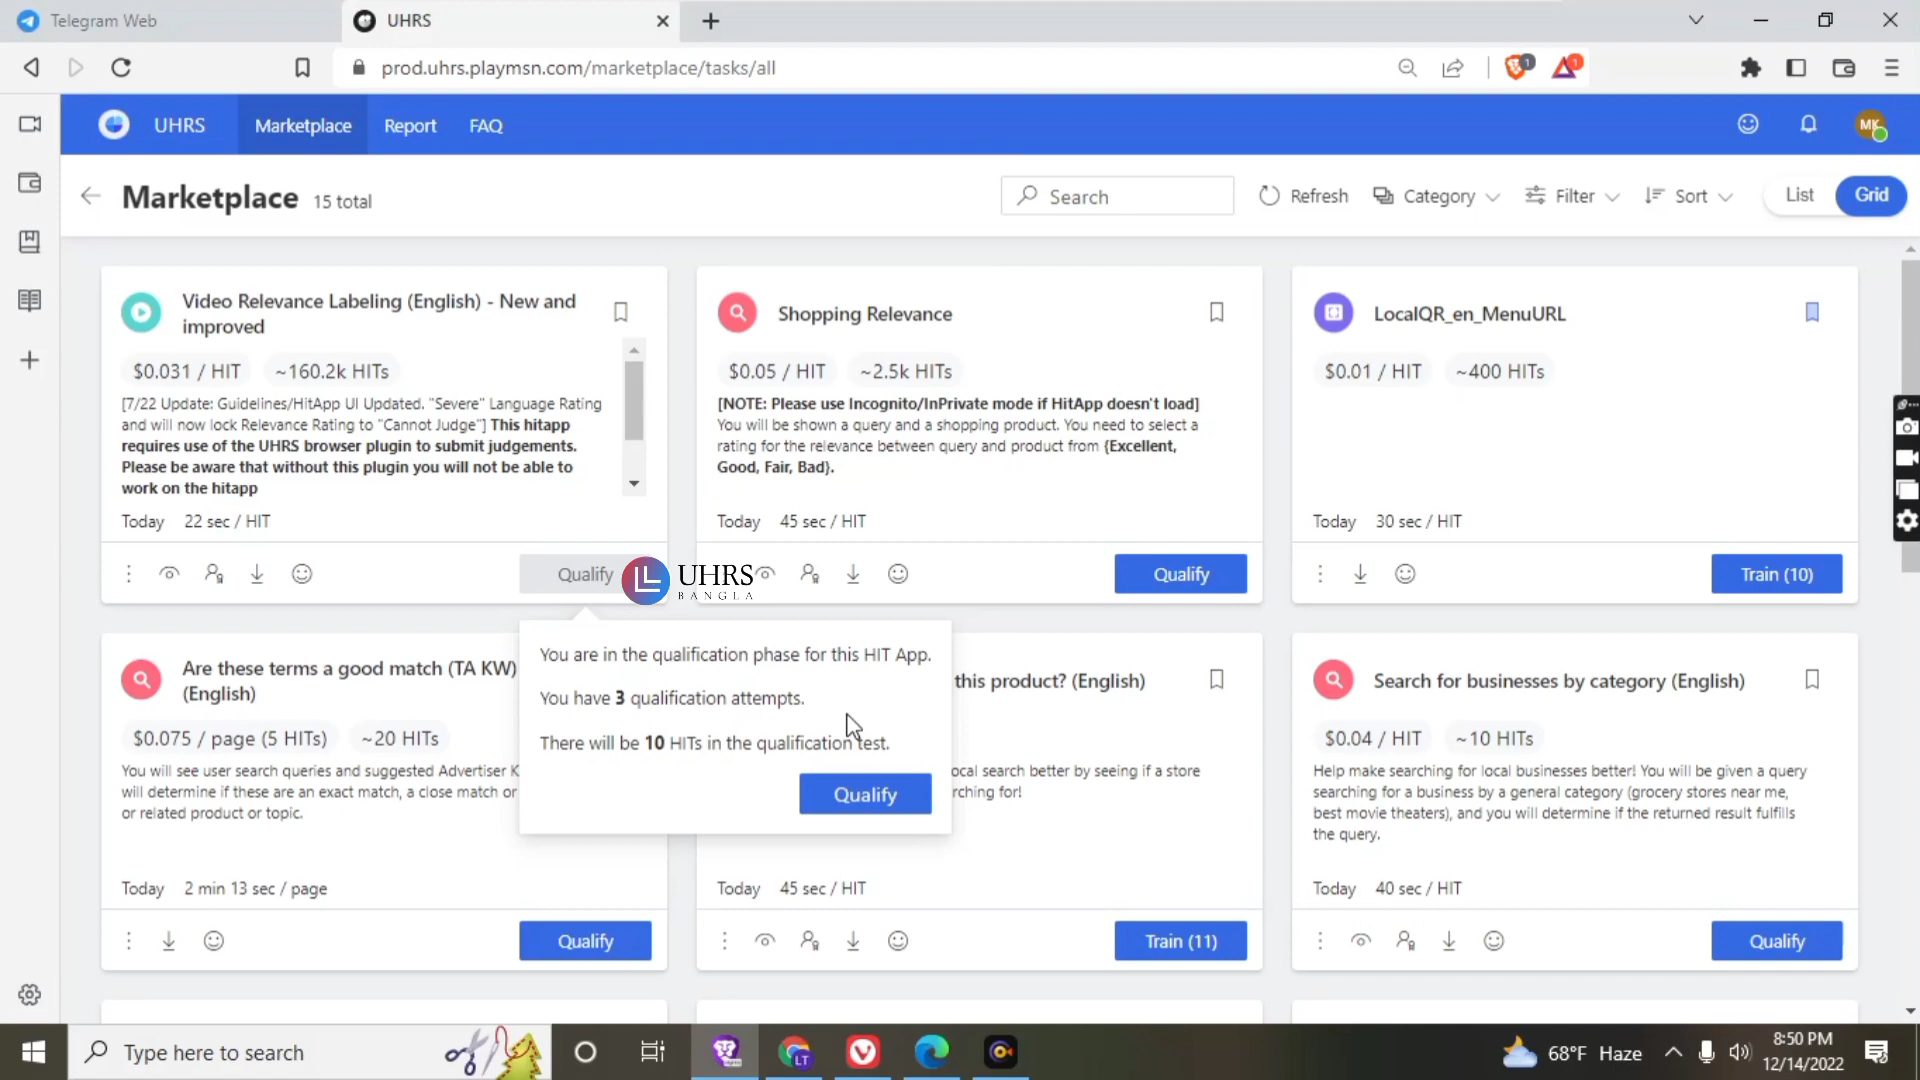 Telegram Web
UHRS
prod.uhrs.playmsn.com/marketplace/tasks/all
1
1
UHRS
Marketplace
Report
FAQ
MK
Marketplace 15 total
Search
Refresh
Category
Filter
Sort
List
Grid
Video Relevance Labeling (English) - New and
improved
$0.031 / HIT ~160.2k HITs
[7/22 Update: Guidelines/HitApp UI Updated. "Severe" Language Rating
and will now lock Relevance Rating to "Cannot Judge"] This hitapp
requires use of the UHRS browser plugin to submit judgements.
Please be aware that without this plugin you will not be able to
work on the hitapp
Today 22 sec / HIT
Qualify
Shopping Relevance
$0.05 / HIT ~2.5k HITs
[NOTE: Please use Incognito/InPrivate mode if HitApp doesn't load]
You will be shown a query and a shopping product. You need to select a
rating for the relevance between query and product from {Excellent,
Good, Fair, Bad}.
Today 45 sec / HIT
Qualify
LocalQR_en_MenuURL
$0.01 / HIT ~400 HITs
Today 30 sec / HIT
Train (10)
UHRS
BANGLA
You are in the qualification phase for this HIT App.
You have 3 qualification attempts.
There will be 10 HITs in the qualification test.
Qualify
Are these terms a good match (TA KW)
(English)
$0.075 / page (5 HITs) ~20 HITs
You will see user search queries and suggested Advertiser K
will determine if these are an exact match, a close match or
or related product or topic.
Today 2 min 13 sec / page
Qualify
this product? (English)
ocal search better by seeing if a store
rching for!
Today 45 sec / HIT
Train (11)
Search for businesses by category (English)
$0.04 / HIT ~10 HITs
Help make searching for local businesses better! You will be given a query
searching for a business by a general category (grocery stores near me,
best movie theaters), and you will determine if the returned result fulfills
the query.
Today 40 sec / HIT
Qualify
Type here to search
LT
68°F Haze
8:50 PM
12/14/2022